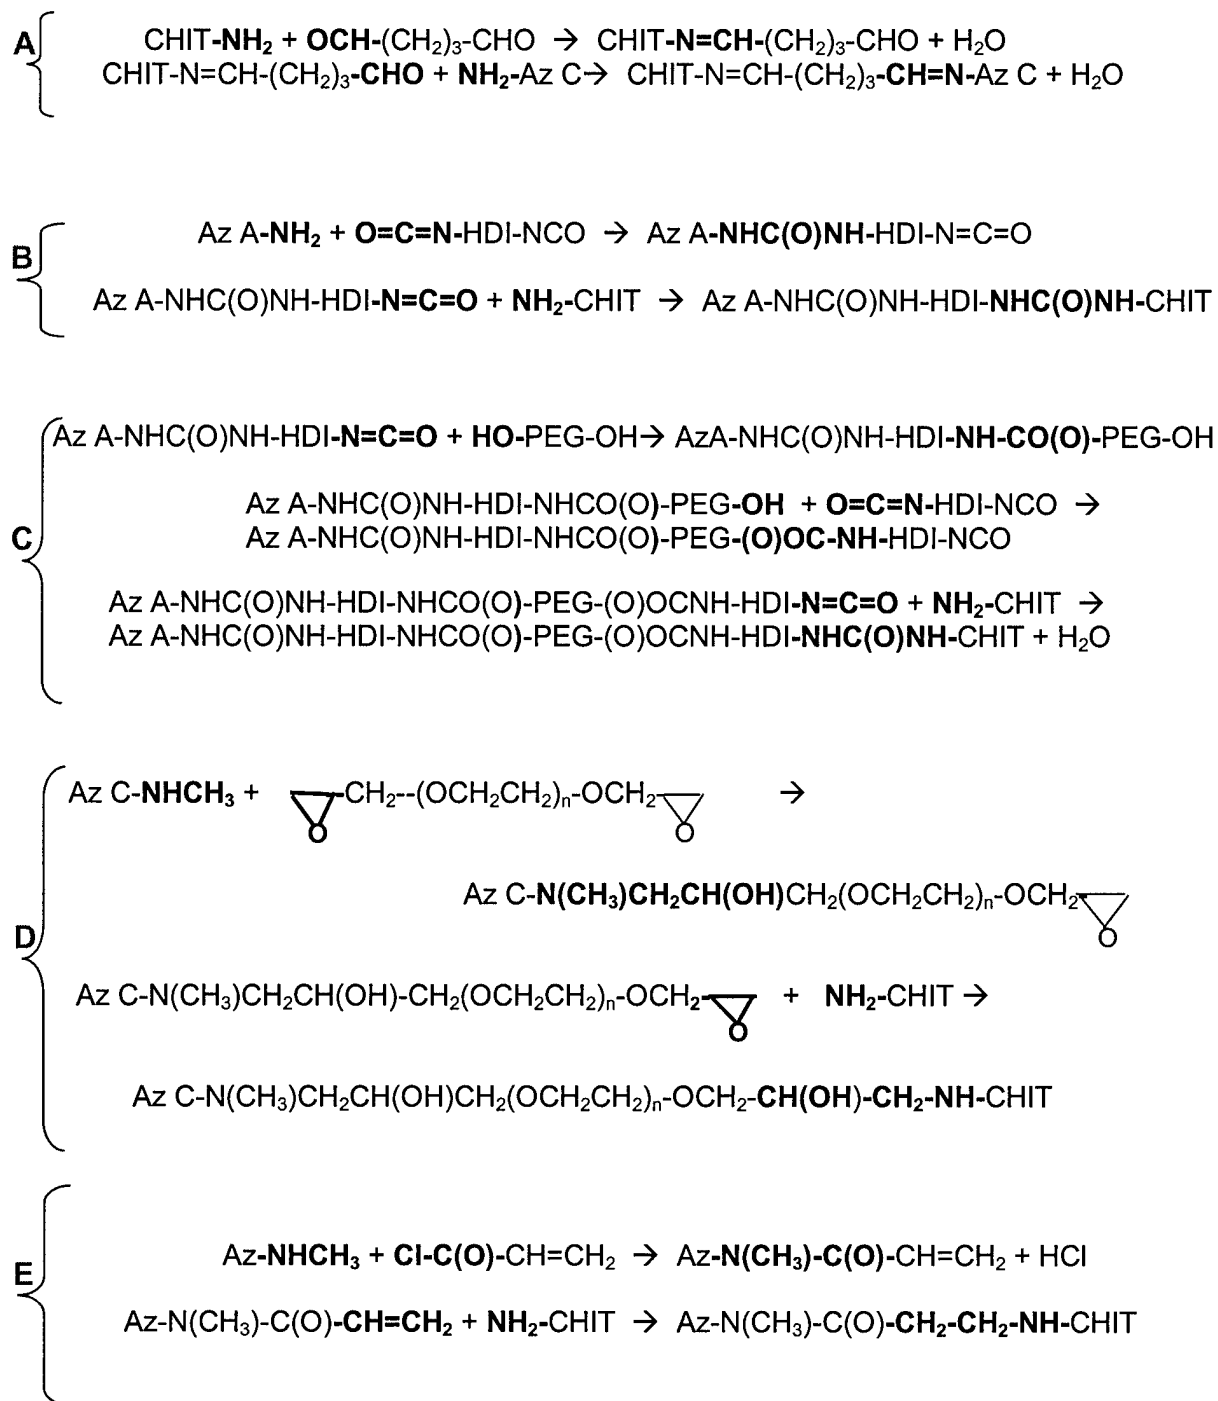 A
CHIT-NH₂ + OCH-(CH₂)₃-CHO → CHIT-N=CH-(CH₂)₃-CHO + H₂O
CHIT-N=CH-(CH₂)₃-CHO + NH₂-Az C→ CHIT-N=CH-(CH₂)₃-CH=N-Az C + H₂O
B
Az A-NH₂ + O=C=N-HDI-NCO → Az A-NHC(O)NH-HDI-N=C=O
Az A-NHC(O)NH-HDI-N=C=O + NH₂-CHIT → Az A-NHC(O)NH-HDI-NHC(O)NH-CHIT
C
Az A-NHC(O)NH-HDI-N=C=O + HO-PEG-OH→ AzA-NHC(O)NH-HDI-NH-CO(O)-PEG-OH
Az A-NHC(O)NH-HDI-NHCO(O)-PEG-OH + O=C=N-HDI-NCO →
Az A-NHC(O)NH-HDI-NHCO(O)-PEG-(O)OC-NH-HDI-NCO
Az A-NHC(O)NH-HDI-NHCO(O)-PEG-(O)OCNH-HDI-N=C=O + NH₂-CHIT →
Az A-NHC(O)NH-HDI-NHCO(O)-PEG-(O)OCNH-HDI-NHC(O)NH-CHIT + H₂O
D
Az C-NHCH₃ + O CH₂--(OCH₂CH₂)ₙ-OCH₂ O →
Az C-N(CH₃)CH₂CH(OH)CH₂(OCH₂CH₂)ₙ-OCH₂ O
Az C-N(CH₃)CH₂CH(OH)-CH₂(OCH₂CH₂)ₙ-OCH₂- O + NH₂-CHIT →
Az C-N(CH₃)CH₂CH(OH)CH₂(OCH₂CH₂)ₙ-OCH₂-CH(OH)-CH₂-NH-CHIT
E
Az-NHCH₃ + Cl-C(O)-CH=CH₂ → Az-N(CH₃)-C(O)-CH=CH₂ + HCl
Az-N(CH₃)-C(O)-CH=CH₂ + NH₂-CHIT → Az-N(CH₃)-C(O)-CH₂-CH₂-NH-CHIT